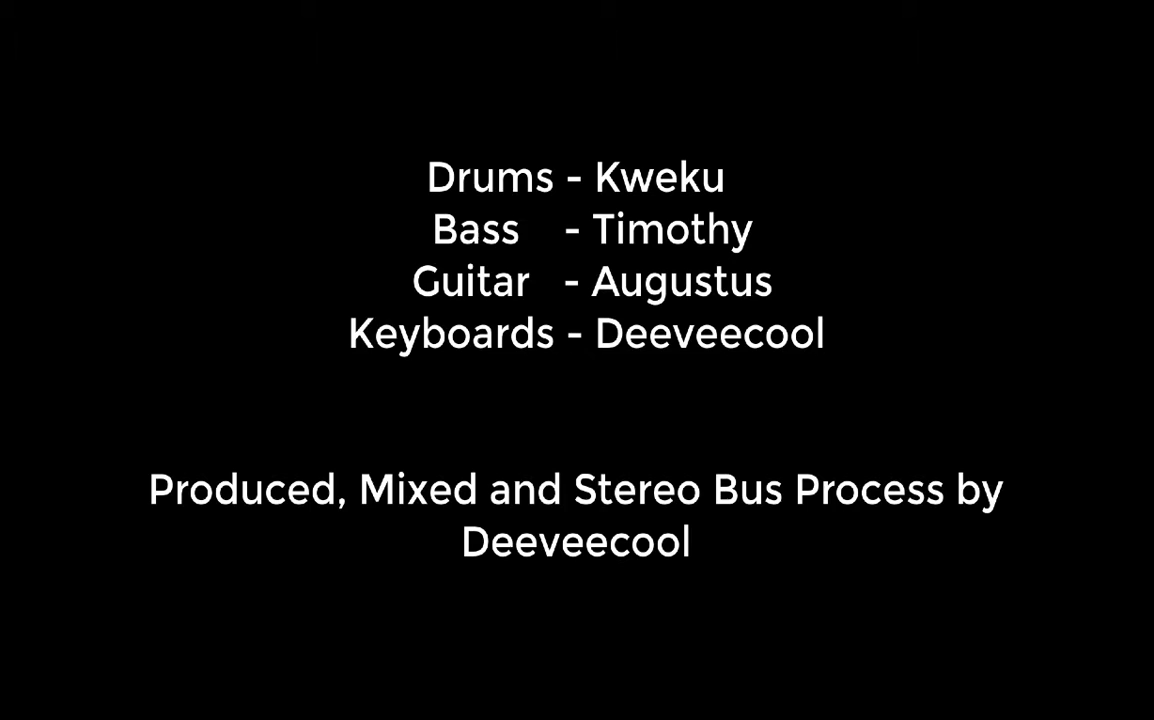 Drums - Kweku
Bass - Timothy
Guitar - Augustus
Keyboards - Deeveecool
Produced, Mixed and Stereo Bus Process by
Deeveecool